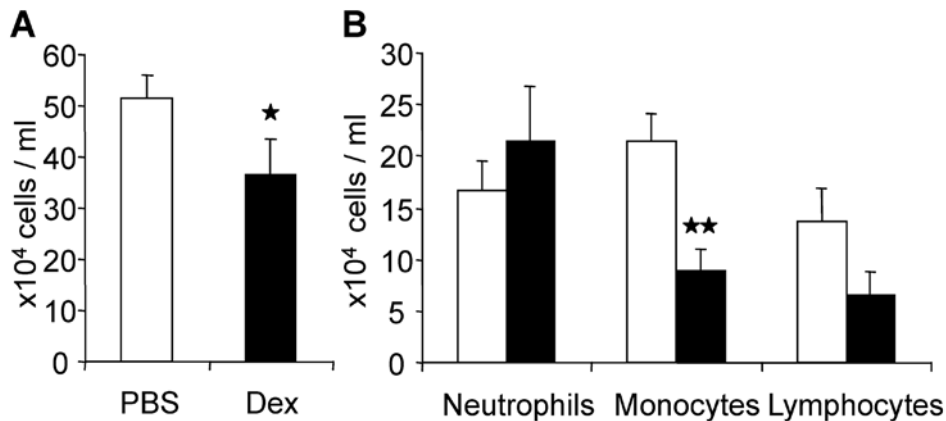 A
x10⁴ cells / ml
60
50
40
30
20
10
0
★
PBS Dex
B
x10⁴ cells / ml
30
25
20
15
10
5
0
★★
Neutrophils Monocytes Lymphocytes